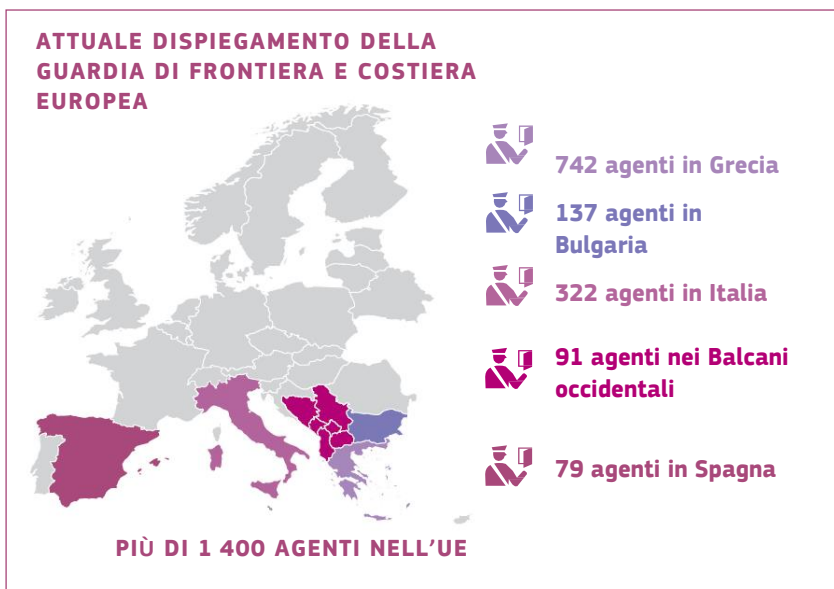 ATTUALE DISPIEGAMENTO DELLA
GUARDIA DI FRONTIERA E COSTIERA
EUROPEA
742 agenti in Grecia
137 agenti in
Bulgaria
322 agenti in Italia
91 agenti nei Balcani
occidentali
79 agenti in Spagna
PIÙ DI 1 400 AGENTI NELL'UE